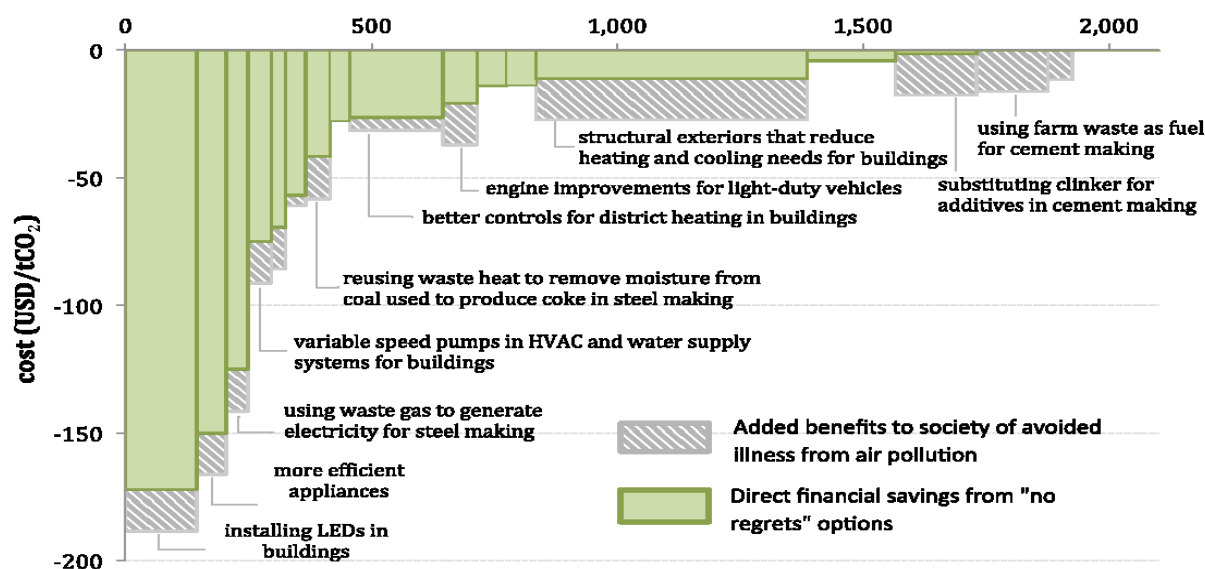 0 500 1,000 1,500 2,000
0
-50
-100
-150
-200
cost (USD/tCO2)
structural exteriors that reduce
heating and cooling needs for buildings
using farm waste as fuel
for cement making
engine improvements for light-duty vehicles
substituting clinker for
additives in cement making
better controls for district heating in buildings
reusing waste heat to remove moisture from
coal used to produce coke in steel making
variable speed pumps in HVAC and water supply
systems for buildings
using waste gas to generate
electricity for steel making
more efficient
appliances
installing LEDs in
buildings
Added benefits to society of avoided
illness from air pollution
Direct financial savings from "no
regrets" options